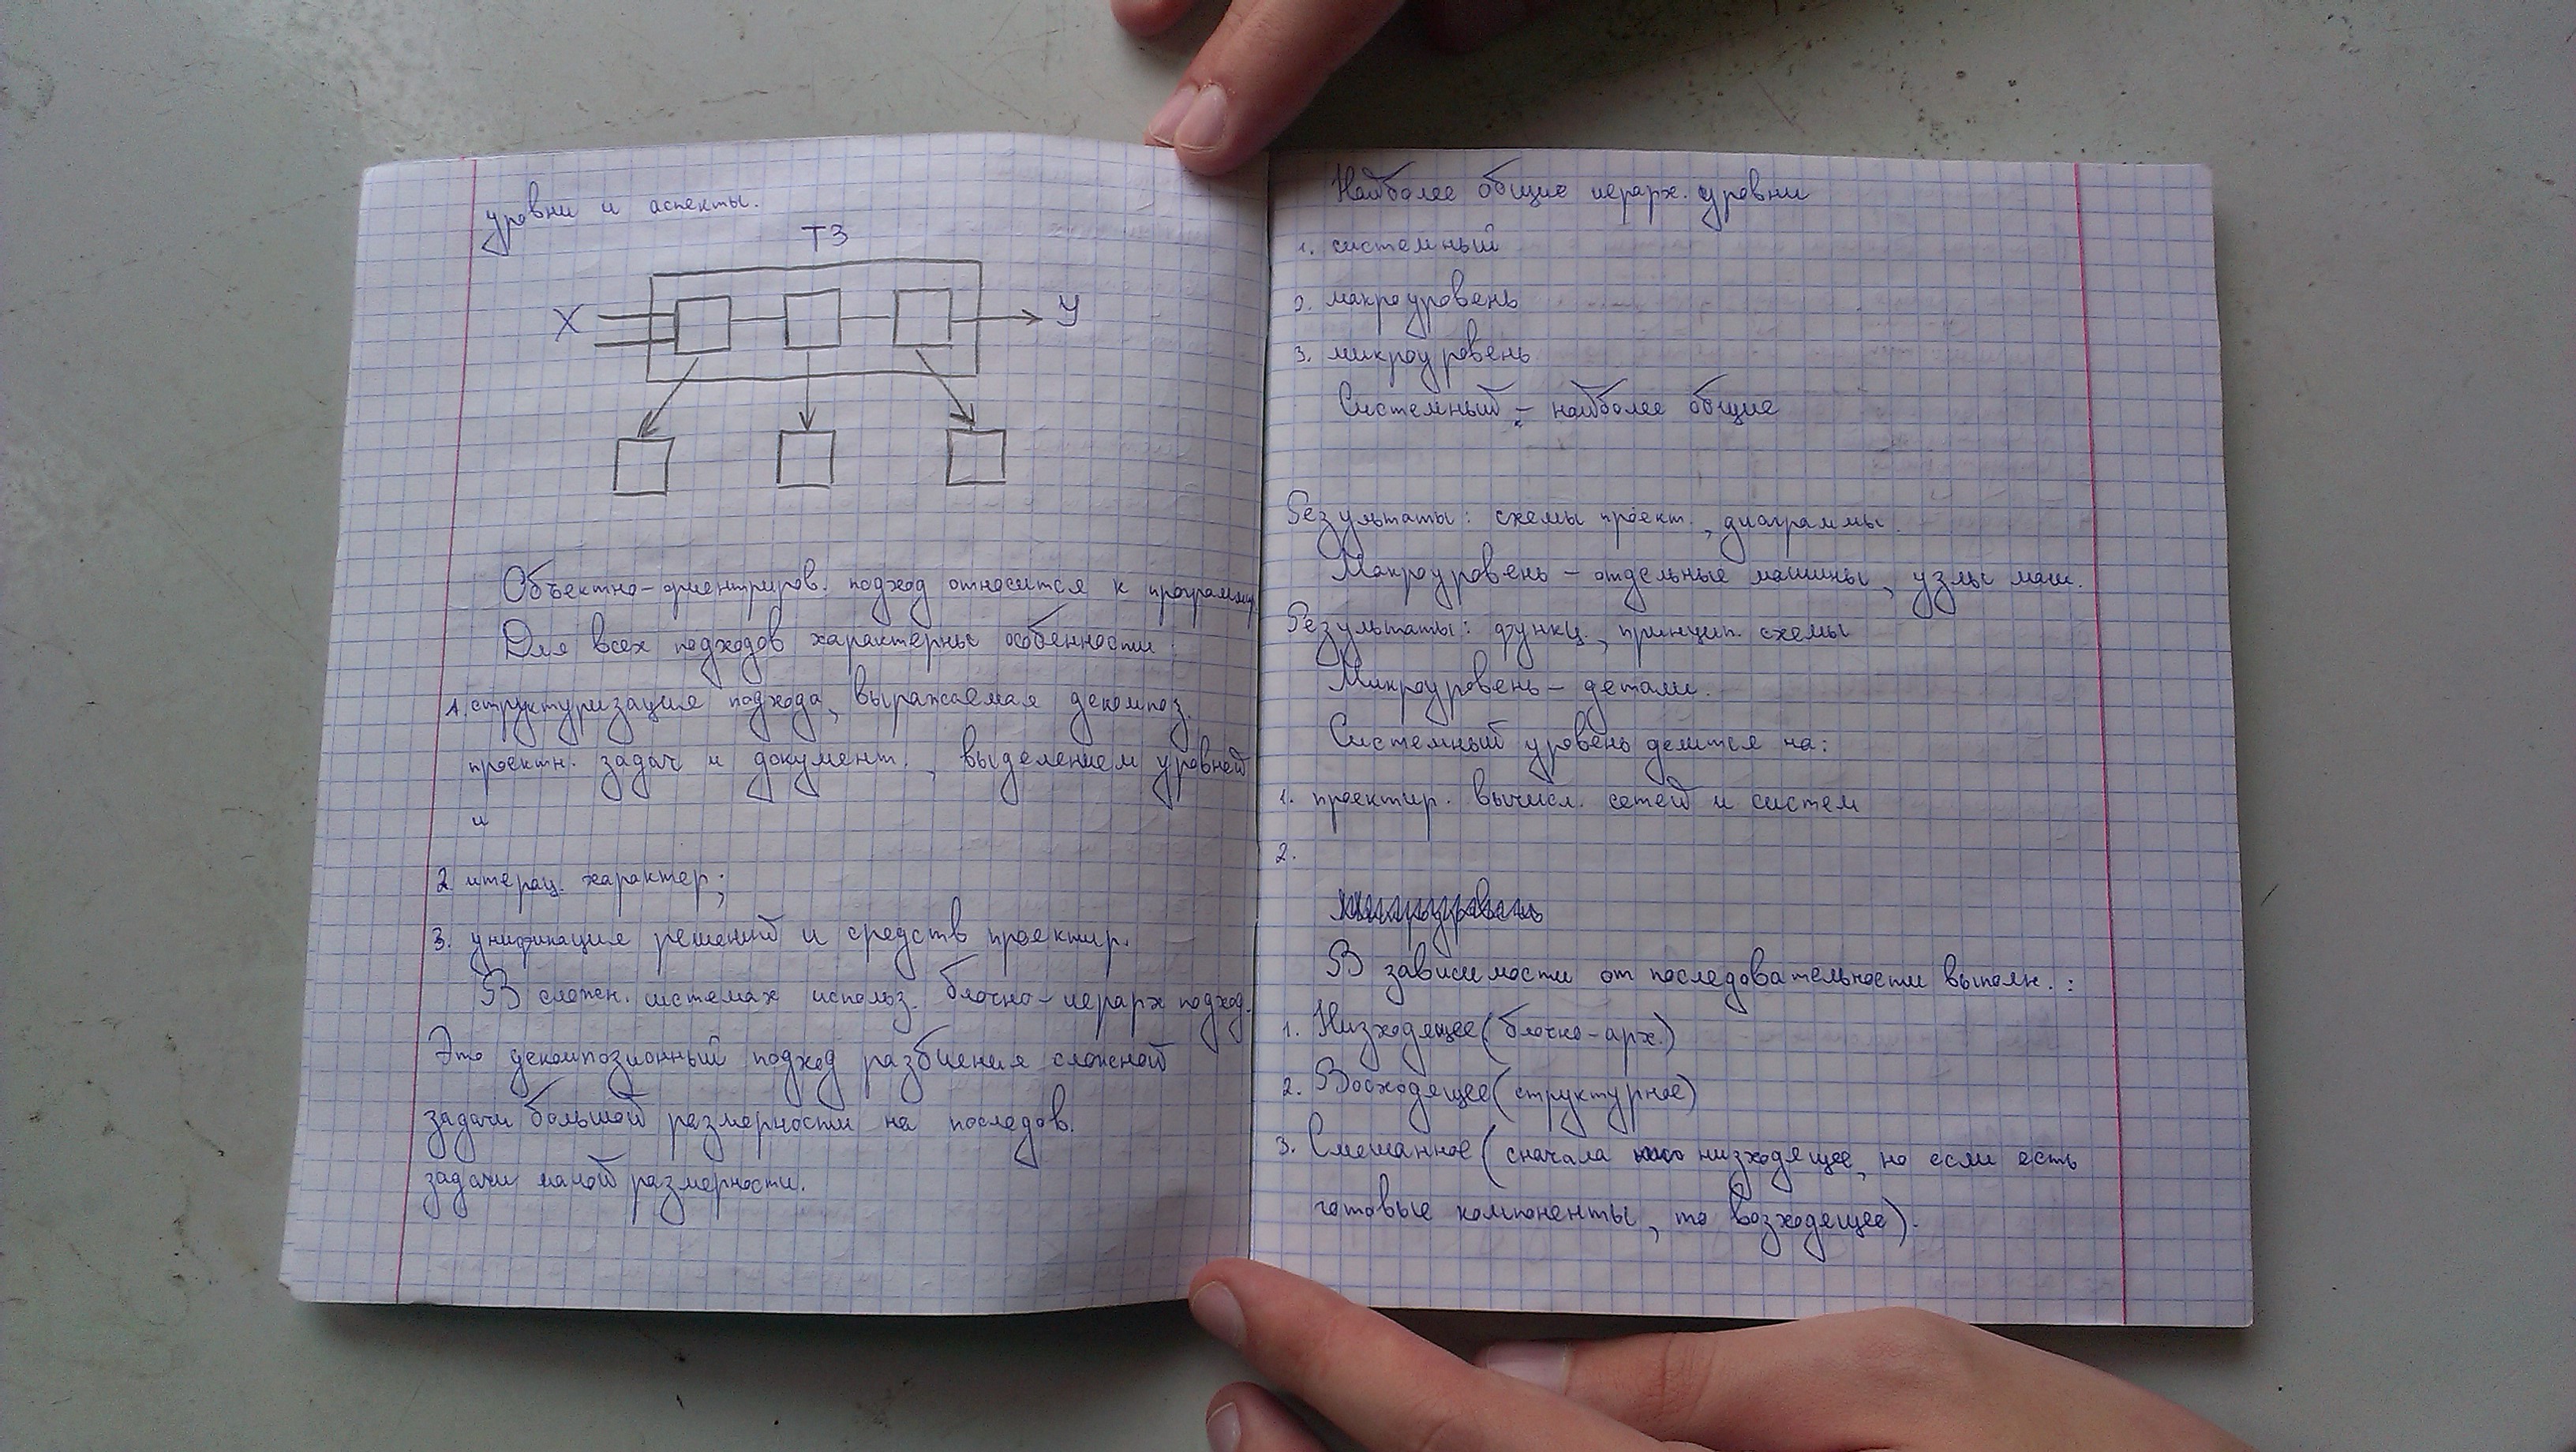 уровни и аспекты.
ТЗ
X
У
Объектно-ориентиров. подход относится к программир.
Для всех подходов характерны особенности:
1. структуризация подхода, выражаемая декомпоз.
проектн. задач и документ., выделением уровней
и
2. итерац. характер;
3. унификация решений и средств проектир.
В сложн. системах использ. блочно-иерарх подход.
Это декомпозионный подход разбиения сложной
задачи большой размерности на последов.
задачи малой размерности.
Наиболее общие иерарх. уровни
1. системный
2. макроуровень
3. микроуровень
Системный - наиболее общие
Результаты: схемы проект., диаграммы.
Макроуровень - отдельные машины, узлы маш.
Результаты: функц., принцип. схемы
Микроуровень - детали.
Системный уровень делится на:
1. проектир. вычисл. сетей и систем
2.
В зависимости от последовательности выполн.:
1. Низходящее (блочно-арх.)
2. Восходящее (структурное)
3. Смешанное (сначала низходящее, но если есть
готовые компоненты, то возходящее).